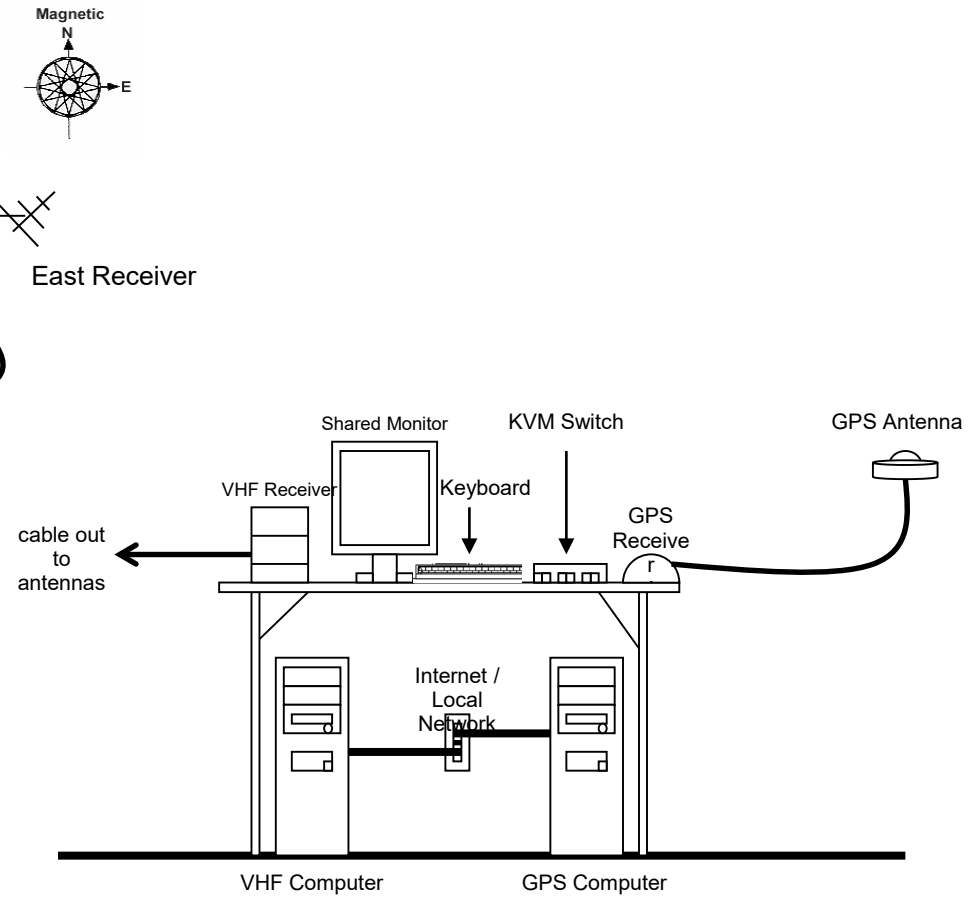 Magnetic
N
E
East Receiver
Shared Monitor
KVM Switch
GPS Antenna
VHF Receiver
Keyboard
GPS
Receive
r
cable out
to
antennas
Internet /
Local
Network
VHF Computer
GPS Computer